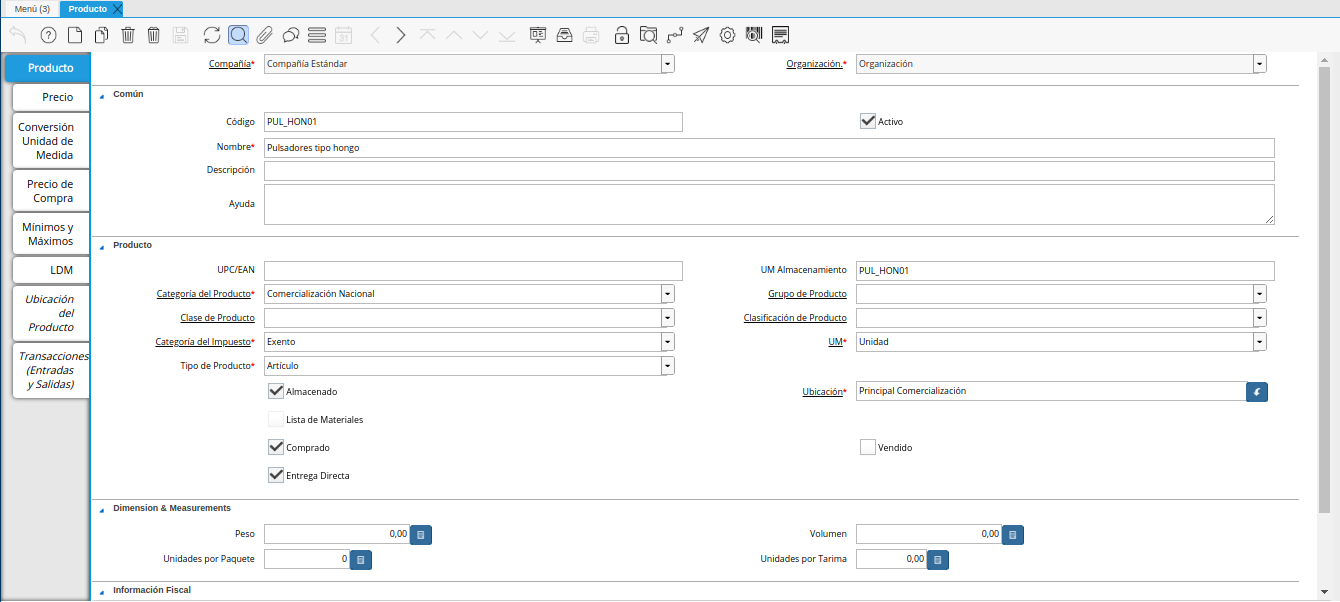 Menú (3) Producto
31
Producto
Precio
Conversión
Unidad de
Medida
Precio de
Compra
Mínimos y
Máximos
LDM
Ubicación
del
Producto
Transacciones
(Entradas
y Salidas)
Compañía* Compañía Estándar Organización.* Organización
Común
Código PUL_HON01 Activo
Nombre* Pulsadores tipo hongo
Descripción
Ayuda
Producto
UPC/EAN UM Almacenamiento PUL_HON01
Categoría del Producto* Comercialización Nacional Grupo de Producto
Clase de Producto Clasificación de Producto
Categoría del Impuesto* Exento UM* Unidad
Tipo de Producto* Artículo
Almacenado Ubicación* Principal Comercialización
Lista de Materiales
Comprado Vendido
Entrega Directa
Dimension & Measurements
Peso 0,00 Volumen 0,00
Unidades por Paquete 0 Unidades por Tarima 0,00
Información Fiscal